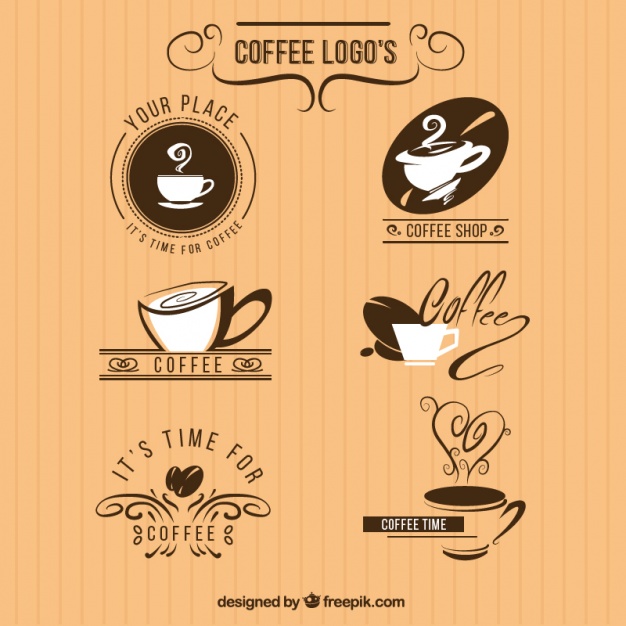 COFFEE LOGO'S
YOUR PLACE
IT'S TIME FOR COFFEE
COFFEE SHOP
COFFEE
Coffee
IT'S TIME FOR
COFFEE
COFFEE TIME
designed by freepik.com